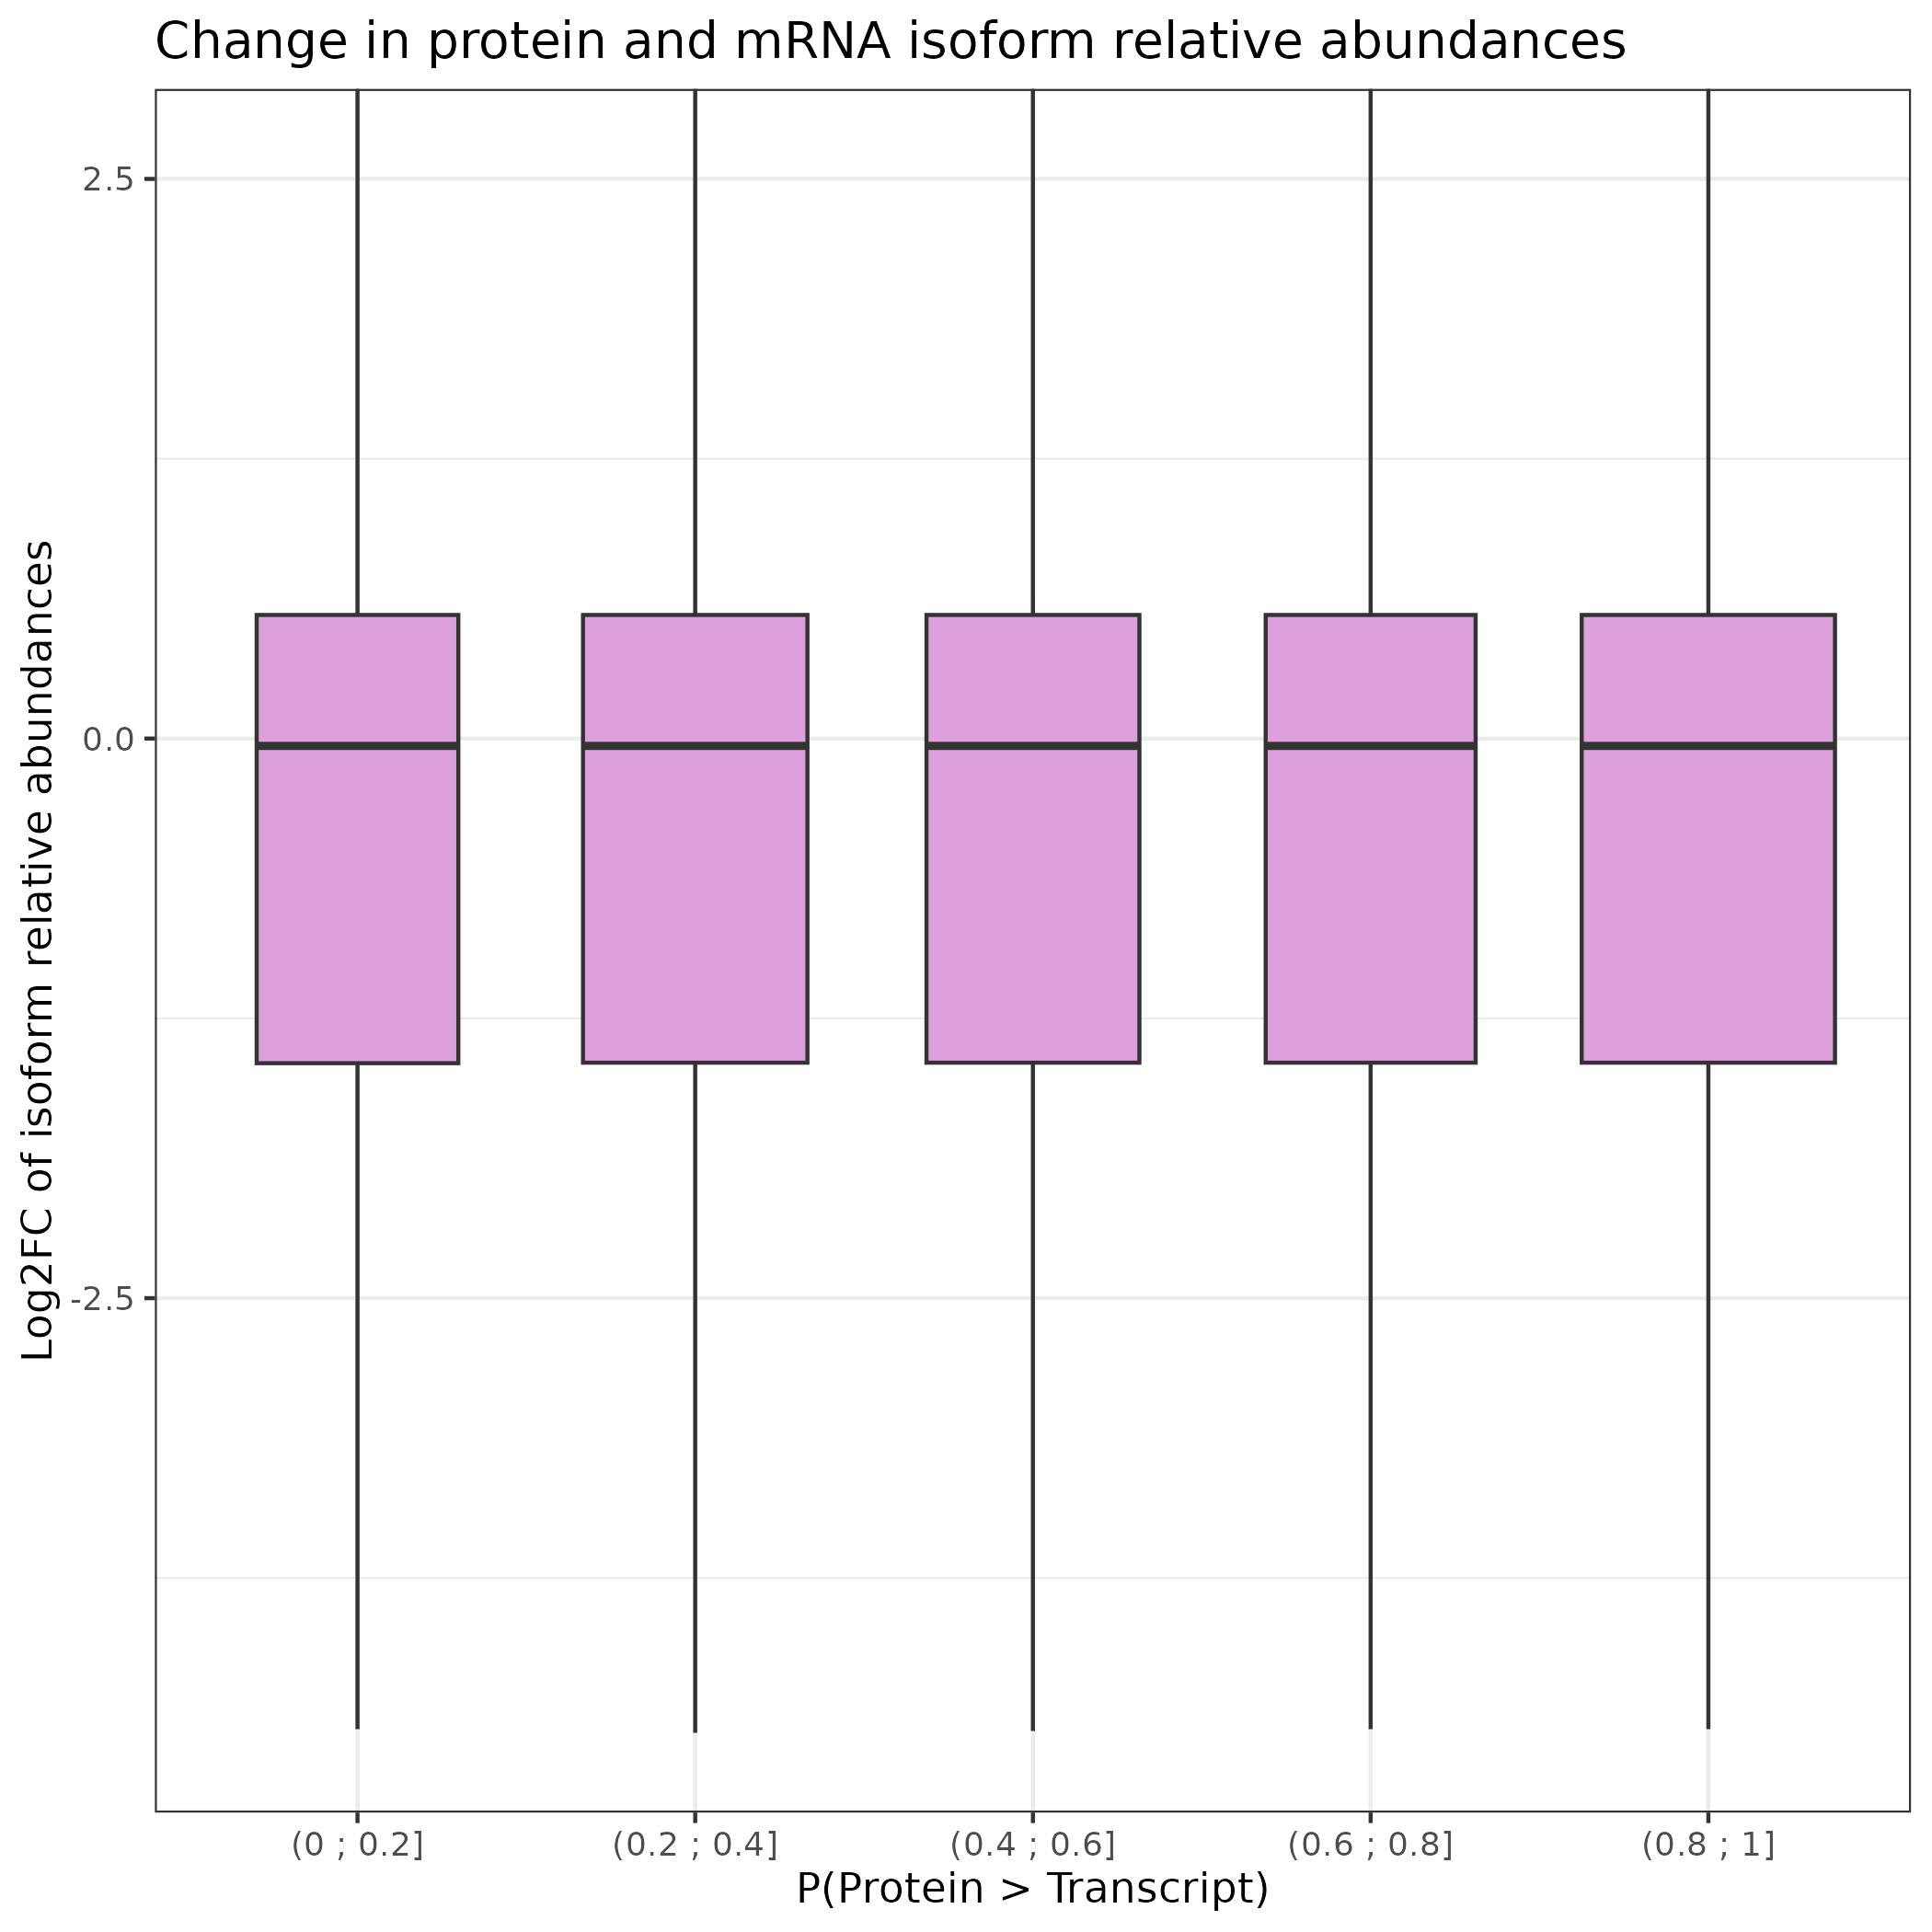 Change in protein and mRNA isoform relative abundances
Log2FC of isoform relative abundances
2.5
0.0
-2.5
(0 ; 0.2]
(0.2 ; 0.4]
(0.4 ; 0.6]
(0.6 ; 0.8]
(0.8 ; 1]
P(Protein > Transcript)